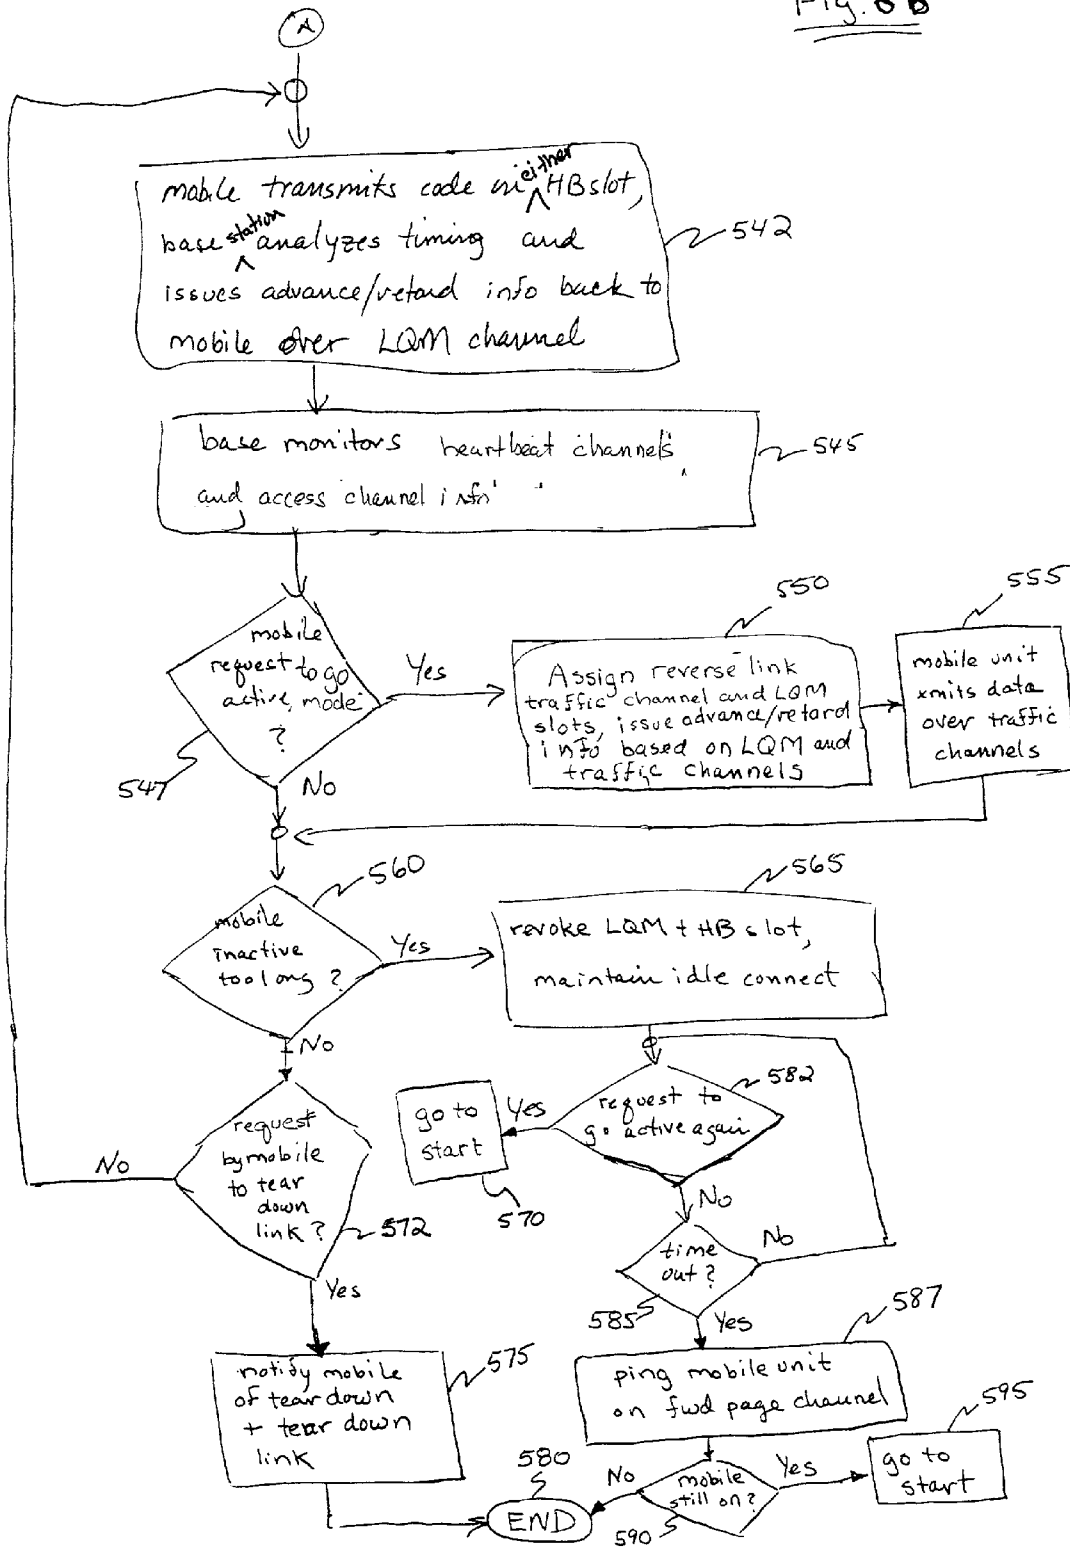 Fig. 8B
A
mobile transmits code in either HB slot,
base station analyzes timing and
issues advance/retard info back to
mobile over LQM channel
542
base monitors heartbeat channels
and access channel info
545
mobile
request to go
active mode
?
547
Yes
No
550
Assign reverse link
traffic channel and LQM
slots, issue advance/retard
info based on LQM and
traffic channels
555
mobile unit
xmits data
over traffic
channels
560
mobile
inactive
too long ?
Yes
No
565
revoke LQM + HB slot,
maintain idle connect
582
request to
go active again
Yes
No
go to
start
570
request
by mobile
to tear
down
link ?
572
No
Yes
time
out ?
585
No
Yes
575
notify mobile
of tear down
+ tear down
link
587
ping mobile unit
on fwd page channel
mobile
still on ?
590
No
Yes
595
go to
start
580
END